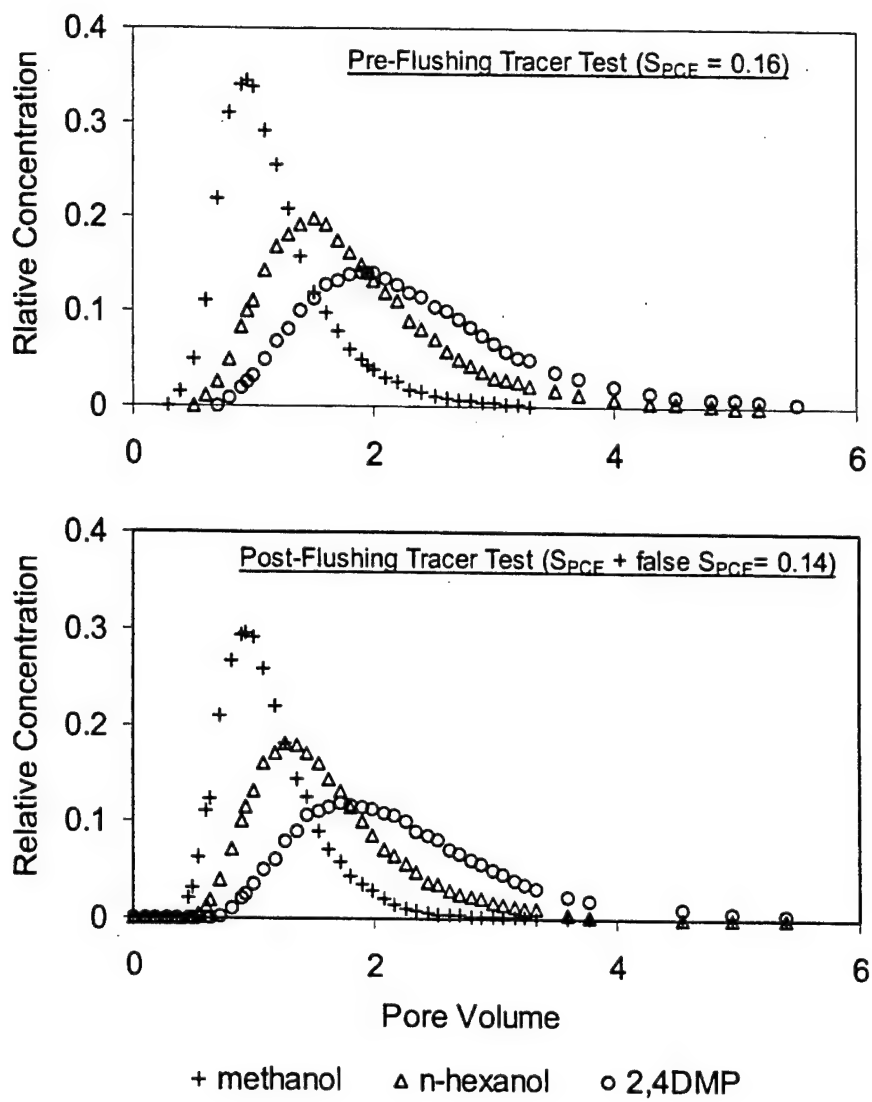 0.4
Pre-Flushing Tracer Test (SPCE = 0.16)
0.3
0.2
0.1
0
Rlative Concentration
0 2 4 6
0.4
Post-Flushing Tracer Test (SPCE + false SPCE= 0.14)
0.3
0.2
0.1
0
Relative Concentration
0 2 4 6
Pore Volume
+ methanol △ n-hexanol o 2,4DMP